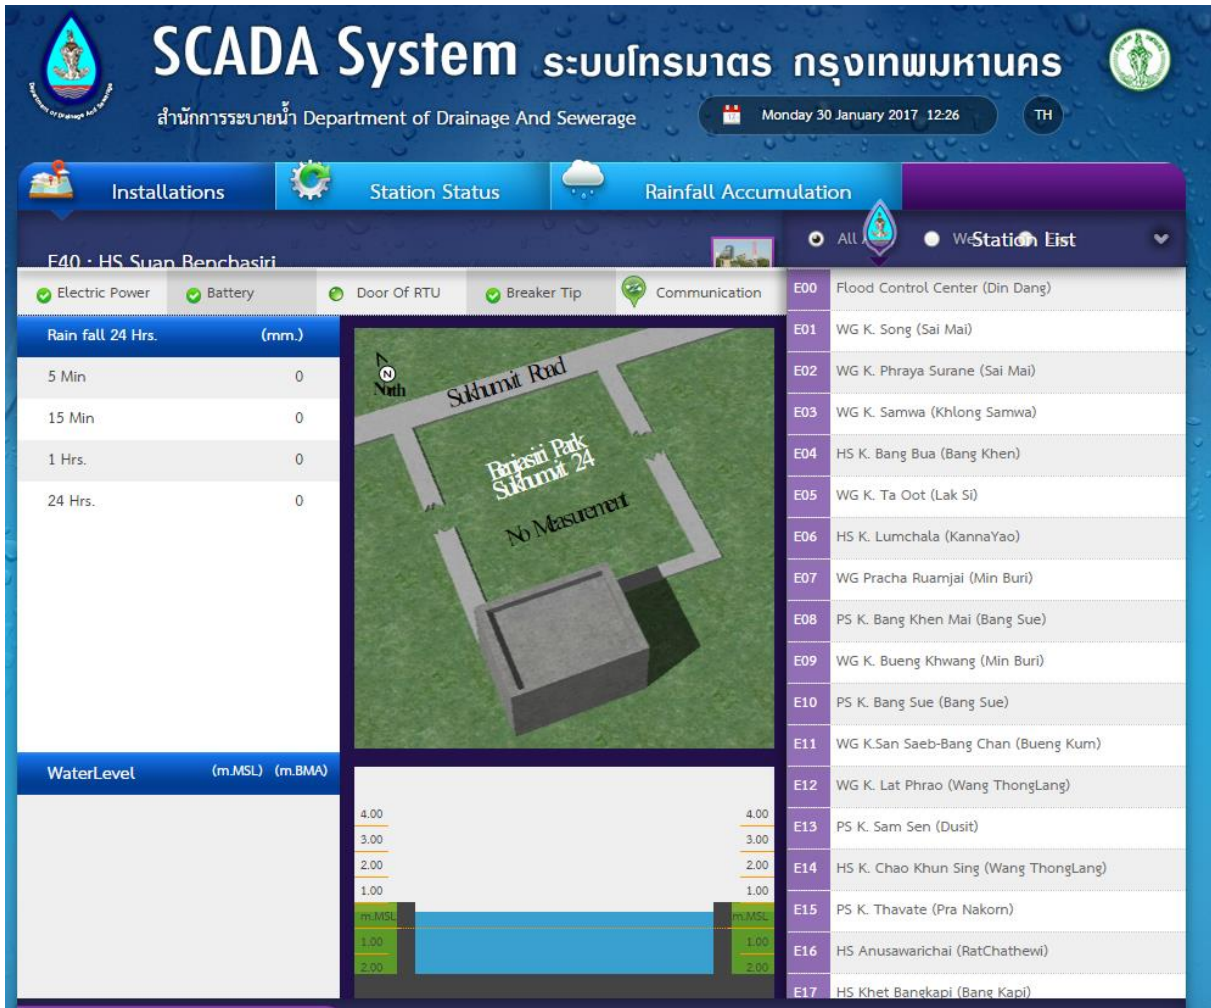 SCADA System ระบบโทรมาตร กรุงเทพมหานคร
สำนักการระบายน้ำ Department of Drainage And Sewerage
Monday 30 January 2017 12:26
TH
Department of Drainage And Sewerage
Installations
Station Status
Rainfall Accumulation
E40 : HS Suan Benchasiri
All
Station List
Electric Power
Battery
Door Of RTU
Breaker Tip
Communication
Rain fall 24 Hrs. (mm.)
5 Min 0
15 Min 0
1 Hrs. 0
24 Hrs. 0
N
North
Sukhumvit Road
Benjasiri Park
Sukhumvit 24
No Measurement
WaterLevel (m.MSL) (m.BMA)
4.00 4.00
3.00 3.00
2.00 2.00
1.00 1.00
m.MSL m.MSL
1.00 1.00
2.00 2.00
E00 Flood Control Center (Din Dang)
E01 WG K. Song (Sai Mai)
E02 WG K. Phraya Surane (Sai Mai)
E03 WG K. Samwa (Khlong Samwa)
E04 HS K. Bang Bua (Bang Khen)
E05 WG K. Ta Oot (Lak Si)
E06 HS K. Lumchala (KannaYao)
E07 WG Pracha Ruamjai (Min Buri)
E08 PS K. Bang Khen Mai (Bang Sue)
E09 WG K. Bueng Khwang (Min Buri)
E10 PS K. Bang Sue (Bang Sue)
E11 WG K.San Saeb-Bang Chan (Bueng Kum)
E12 WG K. Lat Phrao (Wang ThongLang)
E13 PS K. Sam Sen (Dusit)
E14 HS K. Chao Khun Sing (Wang ThongLang)
E15 PS K. Thavate (Pra Nakorn)
E16 HS Anusawarichai (RatChathewi)
E17 HS Khet Bangkapi (Bang Kapi)